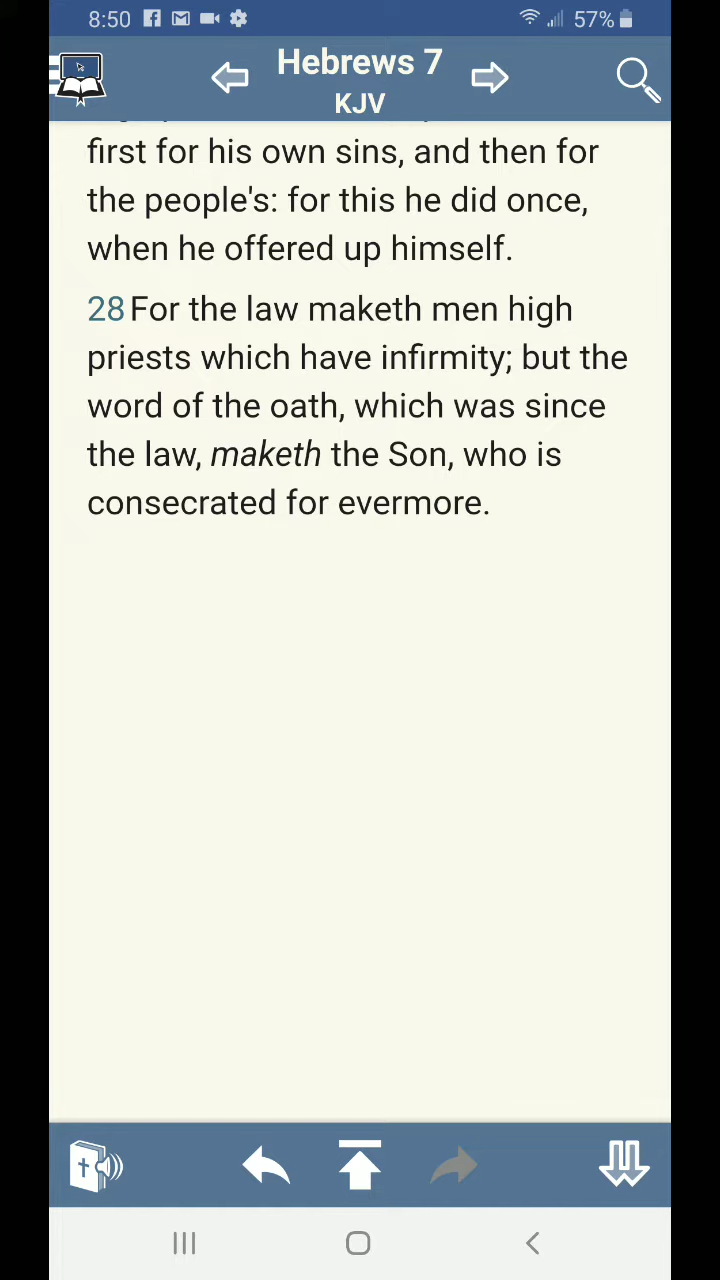 8:50
57%
Hebrews 7
KJV
first for his own sins, and then for
the people's: for this he did once,
when he offered up himself.
28 For the law maketh men high
priests which have infirmity; but the
word of the oath, which was since
the law, maketh the Son, who is
consecrated for evermore.